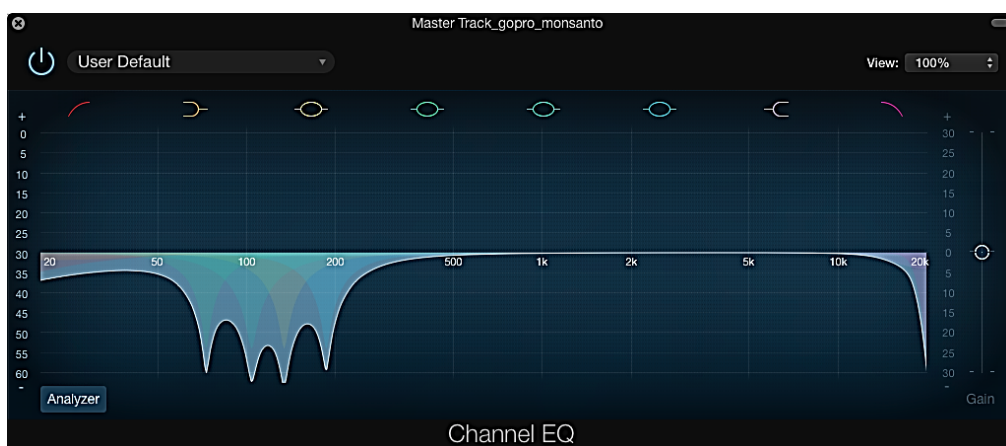 Master Track_gopro_monsanto
User Default
View: 100%
+ +
0 30
5 25
10 20
15 15
20 10
25 5
30 20 50 100 200 500 1k 2k 5k 10k 20k 0
35 5
40 10
45 15
50 20
55 25
60 30
- -
Analyzer Gain
Channel EQ